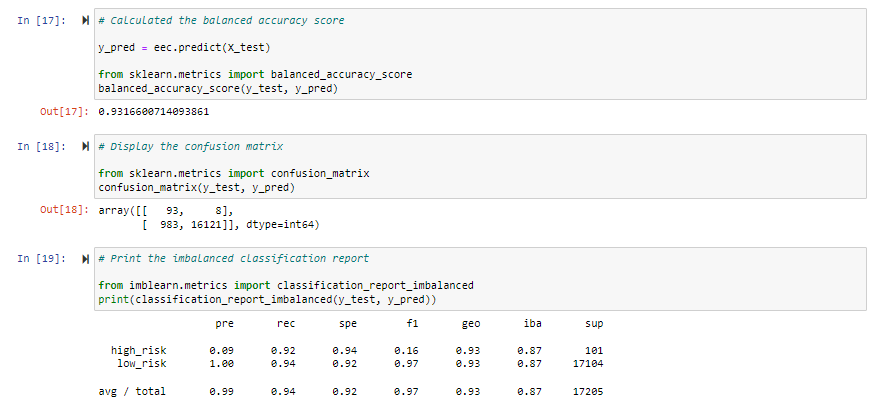 In [17]: # Calculated the balanced accuracy score
y_pred = eec.predict(X_test)
from sklearn.metrics import balanced_accuracy_score
balanced_accuracy_score(y_test, y_pred)
Out[17]: 0.9316600714093861
In [18]: # Display the confusion matrix
from sklearn.metrics import confusion_matrix
confusion_matrix(y_test, y_pred)
Out[18]: array([[   93,     8],
[  983, 16121]], dtype=int64)
In [19]: # Print the imbalanced classification report
from imblearn.metrics import classification_report_imbalanced
print(classification_report_imbalanced(y_test, y_pred))
pre rec spe f1 geo iba sup
high_risk 0.09 0.92 0.94 0.16 0.93 0.87 101
low_risk 1.00 0.94 0.92 0.97 0.93 0.87 17104
avg / total 0.99 0.94 0.92 0.97 0.93 0.87 17205